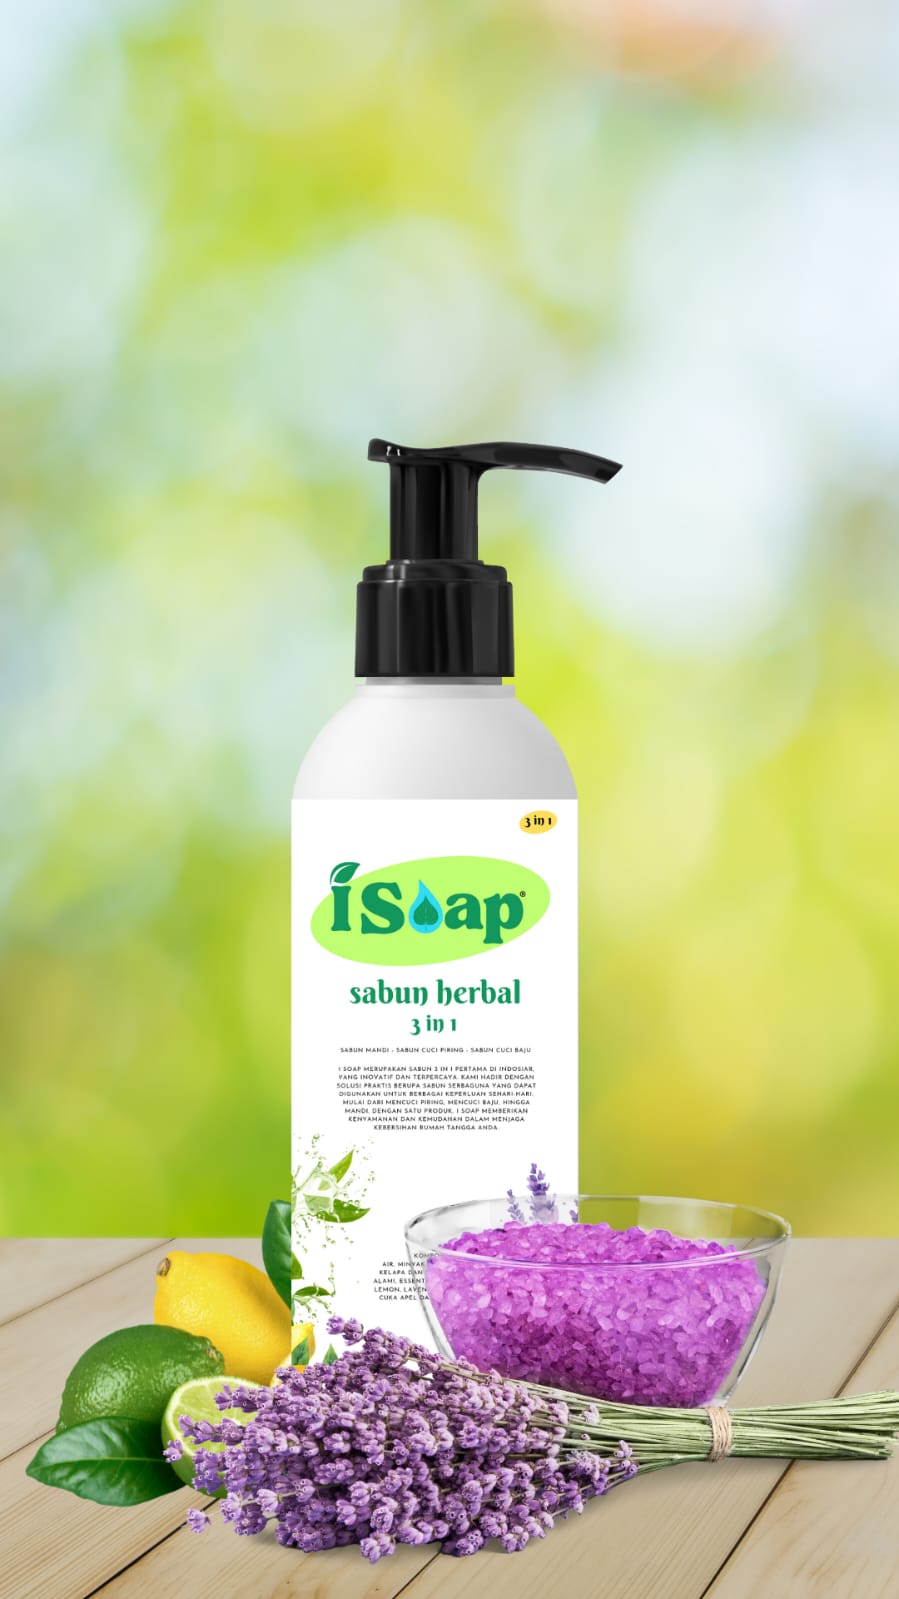 3 in 1
iSoap®
sabun herbal
3 in 1
SABUN MANDI - SABUN CUCI PIRING - SABUN CUCI BAJU
I SOAP MERUPAKAN SABUN 3 IN 1 PERTAMA DI INDOSIAR,
YANG INOVATIF DAN TERPERCAYA. KAMI HADIR DENGAN
SOLUSI PRAKTIS BERUPA SABUN SERBAGUNA YANG DAPAT
DIGUNAKAN UNTUK BERBAGAI KEPERLUAN SEHARI-HARI,
MULAI DARI MENCUCI PIRING, MENCUCI BAJU, HINGGA
MANDI. DENGAN SATU PRODUK, I SOAP MEMBERIKAN
KENYAMANAN DAN KEMUDAHAN DALAM MENJAGA
KEBERSIHAN RUMAH TANGGA ANDA.
AIR, MINYAK
KELAPA DAN
ALAMI, ESSENT
LEMON, LAVEN
CUKA APEL DA